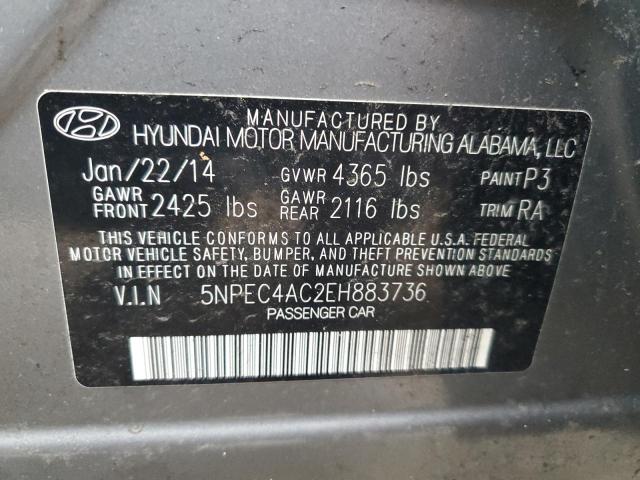 MANUFACTURED BY
HYUNDAI MOTOR MANUFACTURING ALABAMA, LLC
Jan/22/14 GVWR 4365 lbs PAINT P3
GAWR FRONT 2425 lbs GAWR REAR 2116 lbs TRIM RA
THIS VEHICLE CONFORMS TO ALL APPLICABLE U.S.A. FEDERAL
MOTOR VEHICLE SAFETY, BUMPER, AND THEFT PREVENTION STANDARDS
IN EFFECT ON THE DATE OF MANUFACTURE SHOWN ABOVE
V.I.N 5NPEC4AC2EH883736
PASSENGER CAR